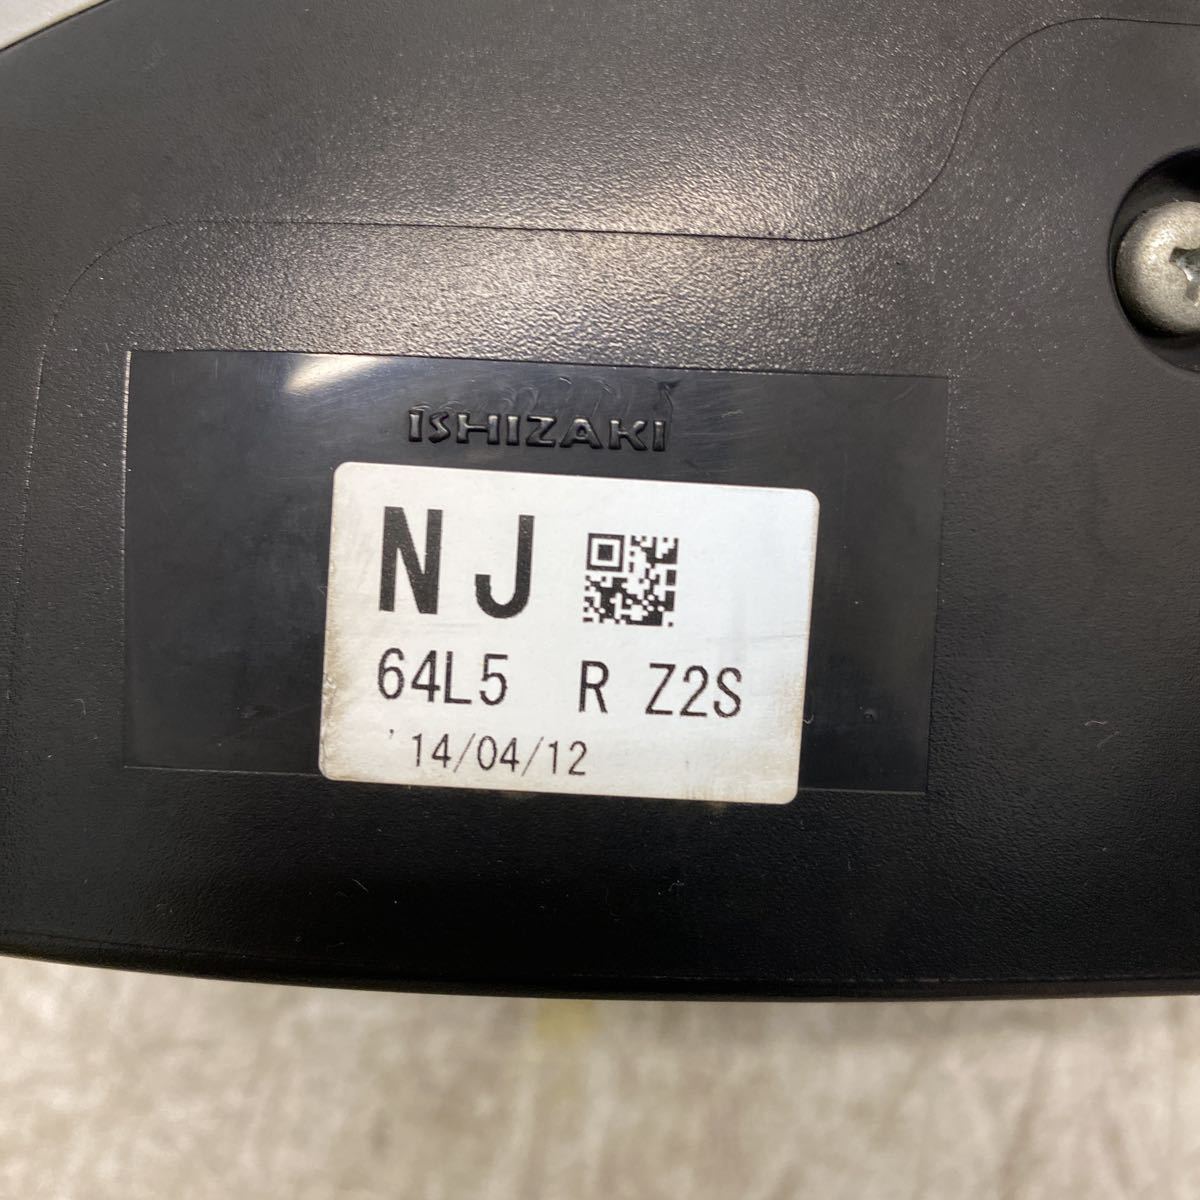 ISHIZAKI
NJ
64L5 R Z2S
'14/04/12